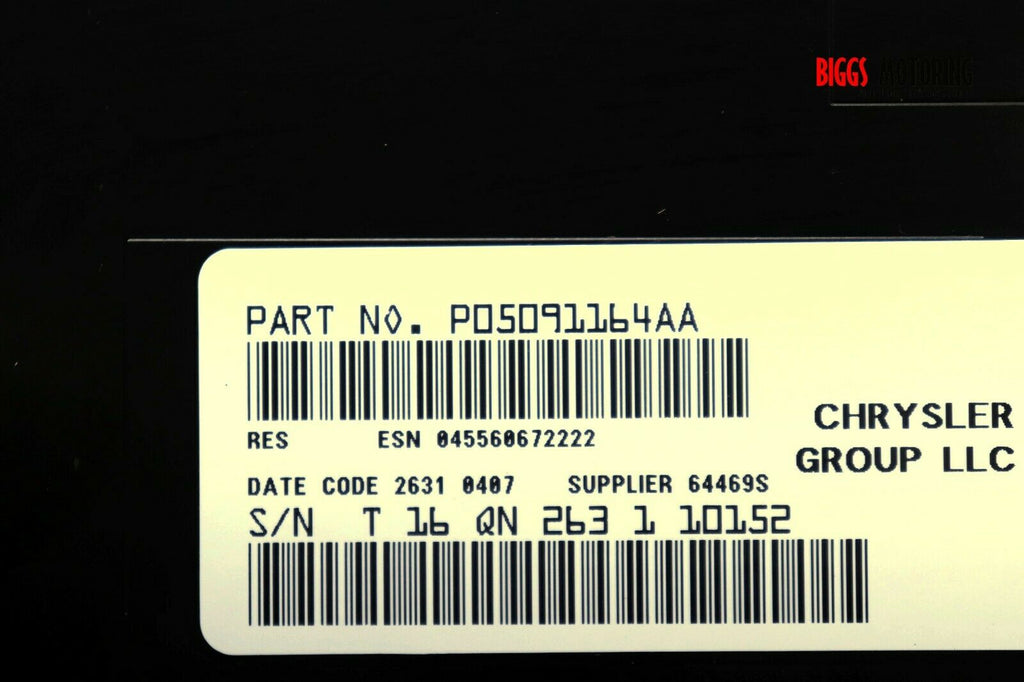 BIGGS MOTORING
PART NO. P05091164AA
RES ESN 045560672222
CHRYSLER
GROUP LLC
DATE CODE 2631 0407 SUPPLIER 64469S
S/N T 16 QN 263 1 10152